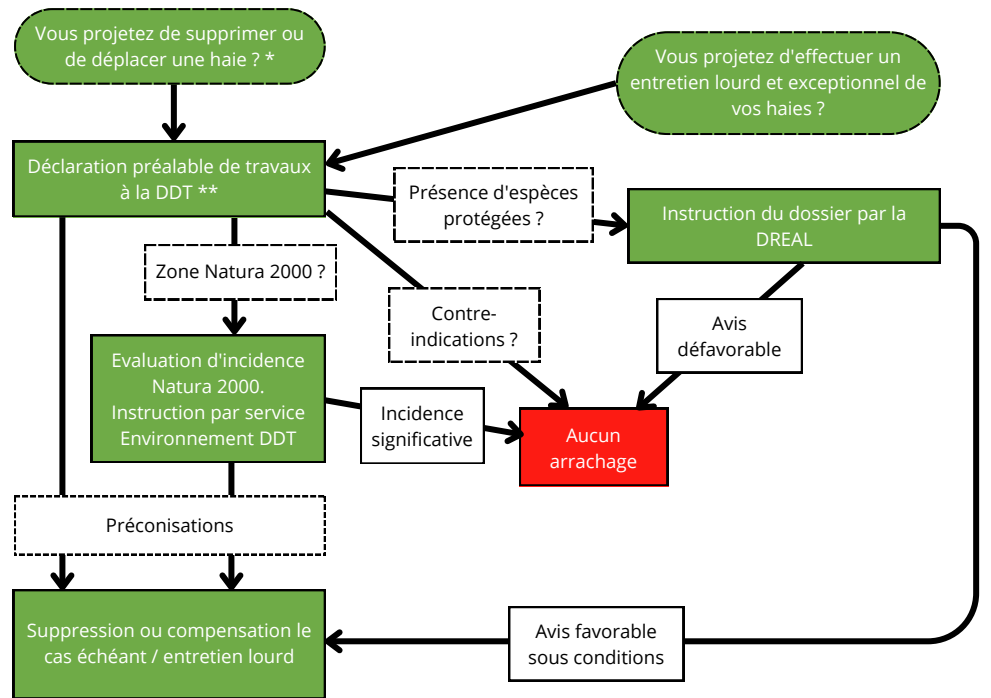 Vous projetez de supprimer ou
de déplacer une haie ? *
Vous projetez d'effectuer un
entretien lourd et exceptionnel de
vos haies ?
Déclaration préalable de travaux
à la DDT **
Présence d'espèces
protégées ?
Instruction du dossier par la
DREAL
Zone Natura 2000 ?
Contre-
indications ?
Avis
défavorable
Evaluation d'incidence
Natura 2000.
Instruction par service
Environnement DDT
Incidence
significative
Aucun
arrachage
Préconisations
Suppression ou compensation le
cas échéant / entretien lourd
Avis favorable
sous conditions